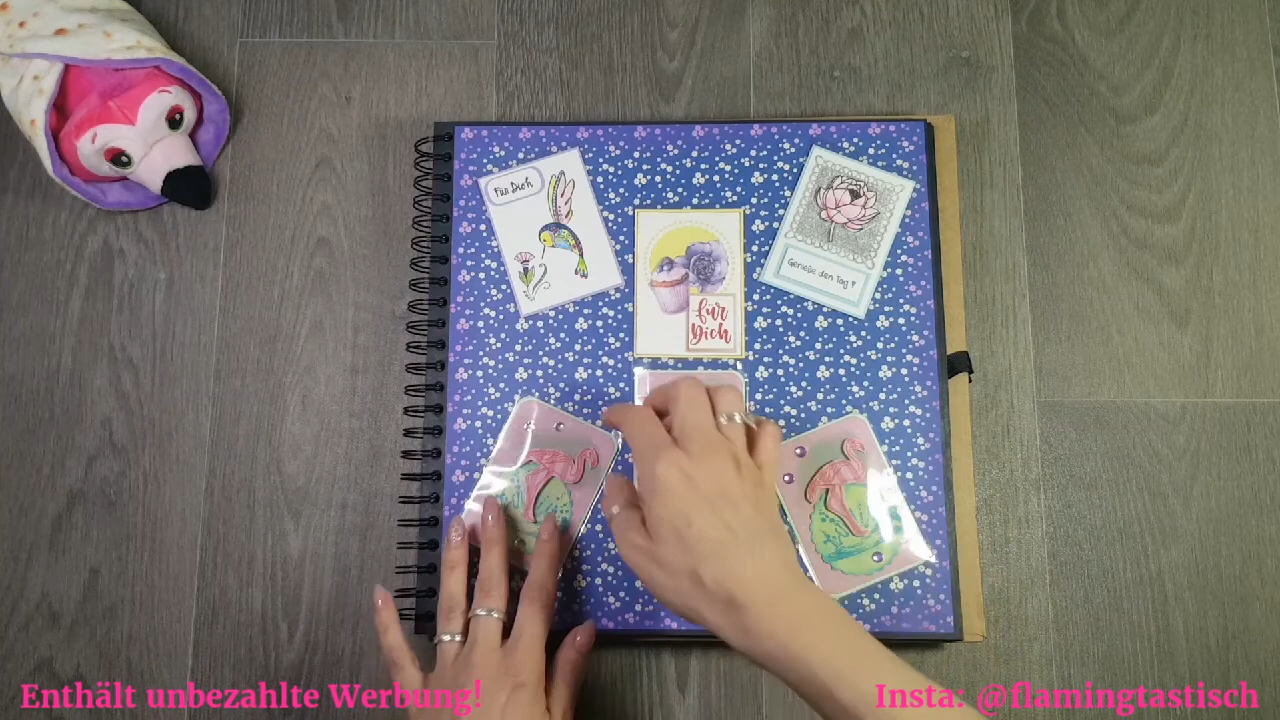 Für Dich
für
Dich
Genieße den Tag!
Enthält unbezahlte Werbung!
Insta: @flamingtastisch